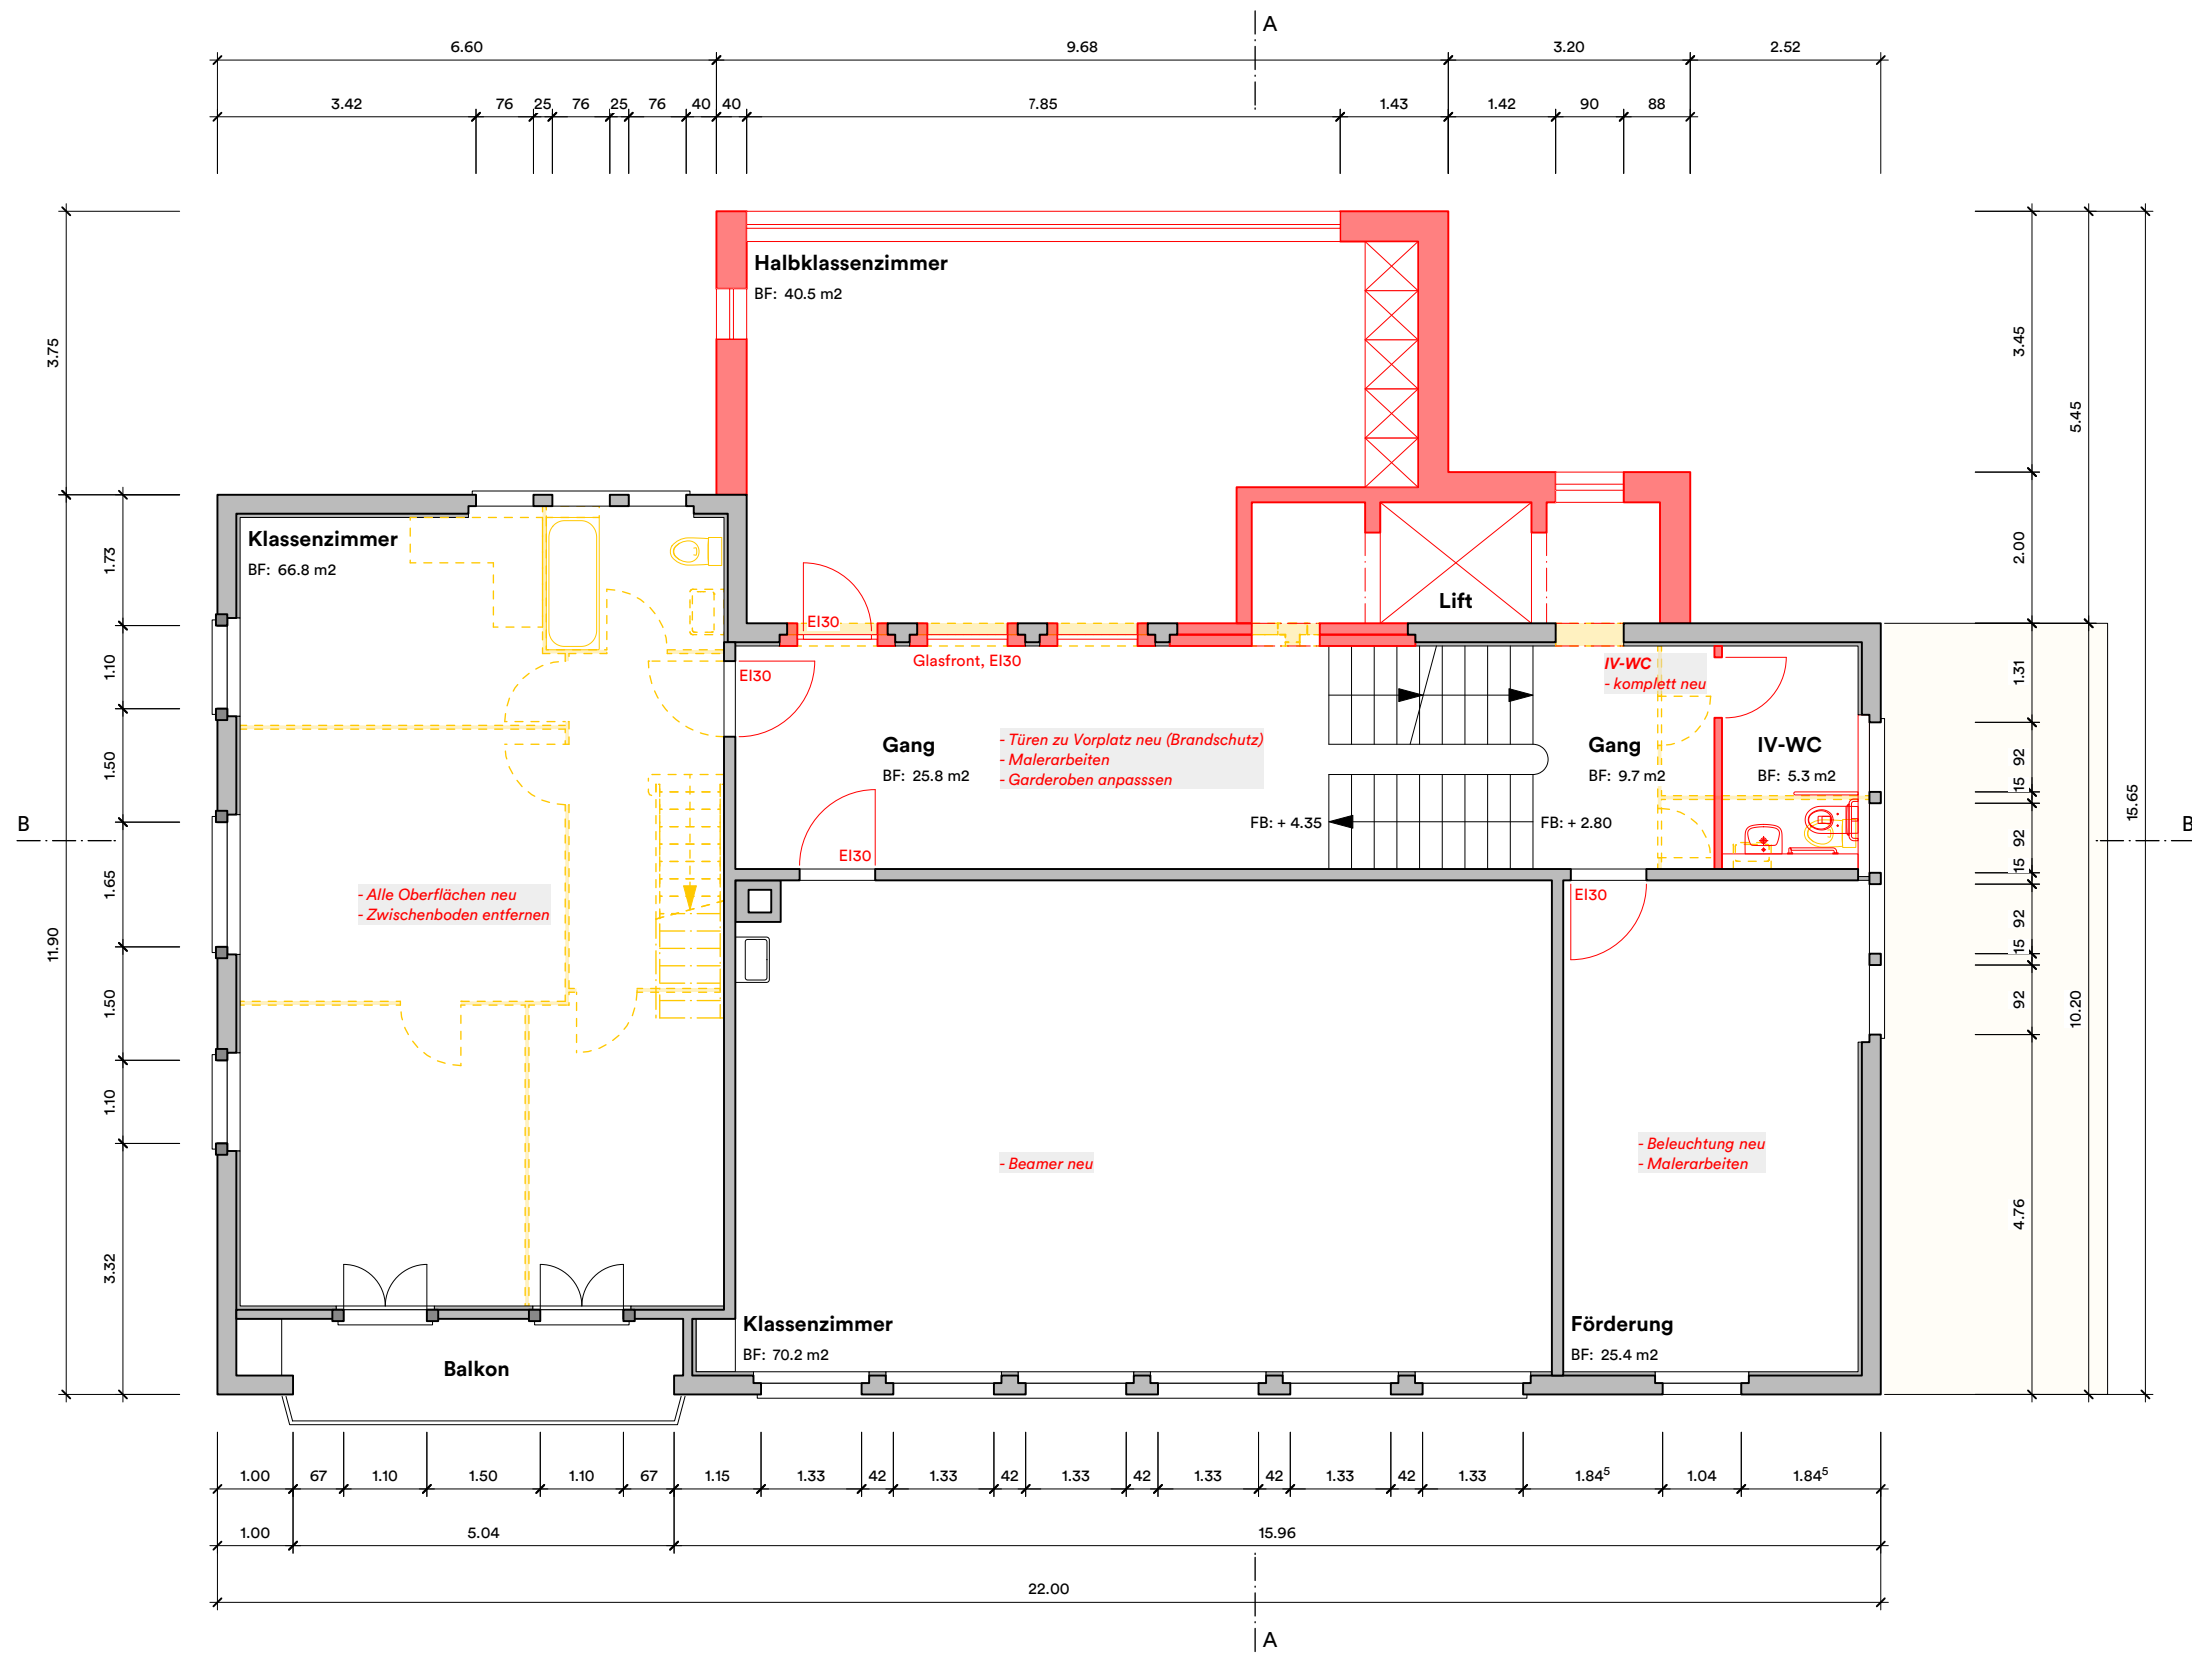 A
6.60
9.68
3.20
2.52
3.42
76
25
76
25
76
40
40
7.85
1.43
1.42
90
88
Halbklassenzimmer
BF: 40.5 m2
3.75
3.45
5.45
Klassenzimmer
BF: 66.8 m2
1.73
2.00
Lift
EI30
Glasfront, EI30
EI30
IV-WC
- komplett neu
1.10
1.31
Gang
BF: 25.8 m2
- Türen zu Vorplatz neu (Brandschutz)
- Malerarbeiten
- Garderoben anpasssen
Gang
BF: 9.7 m2
IV-WC
BF: 5.3 m2
1.50
92
15
15.65
B
FB: + 4.35
FB: + 2.80
92
B
EI30
15
1.65
- Alle Oberflächen neu
- Zwischenboden entfernen
EI30
92
15
11.90
1.50
92
10.20
1.10
- Beamer neu
- Beleuchtung neu
- Malerarbeiten
4.76
3.32
Klassenzimmer
BF: 70.2 m2
Förderung
BF: 25.4 m2
Balkon
1.00
67
1.10
1.50
1.10
67
1.15
1.33
42
1.33
42
1.33
42
1.33
42
1.33
42
1.33
1.84⁵
1.04
1.84⁵
1.00
5.04
15.96
22.00
A